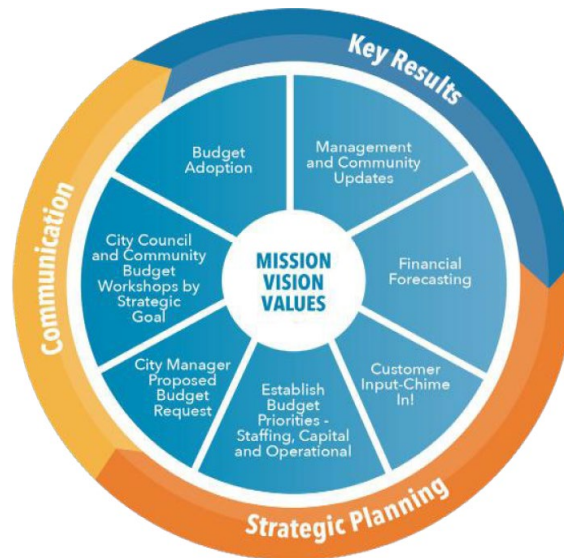 Key Results
Communication
Strategic Planning
Management
and Community
Updates
Financial
Forecasting
Customer
Input-Chime
In!
Establish
Budget
Priorities -
Staffing, Capital
and Operational
City Manager
Proposed
Budget
Request
City Council
and Community
Budget
Workshops by
Strategic
Goal
Budget
Adoption
MISSION
VISION
VALUES